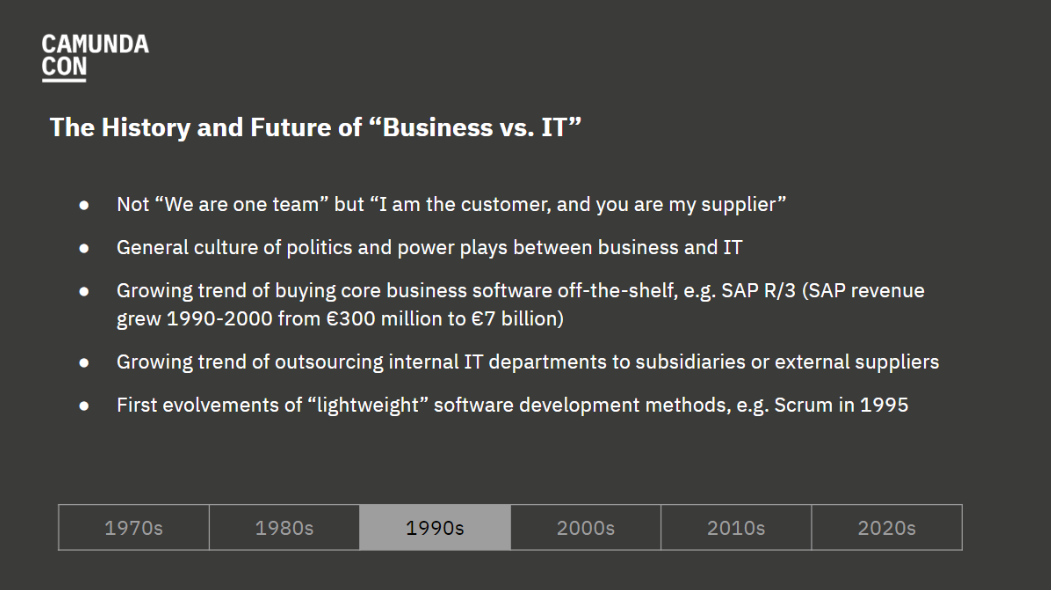 CAMUNDA
CON
The History and Future of “Business vs. IT”
● Not “We are one team” but “I am the customer, and you are my supplier”
● General culture of politics and power plays between business and IT
● Growing trend of buying core business software off-the-shelf, e.g. SAP R/3 (SAP revenue
grew 1990-2000 from €300 million to €7 billion)
● Growing trend of outsourcing internal IT departments to subsidiaries or external suppliers
● First evolvements of “lightweight” software development methods, e.g. Scrum in 1995
1970s 1980s 1990s 2000s 2010s 2020s